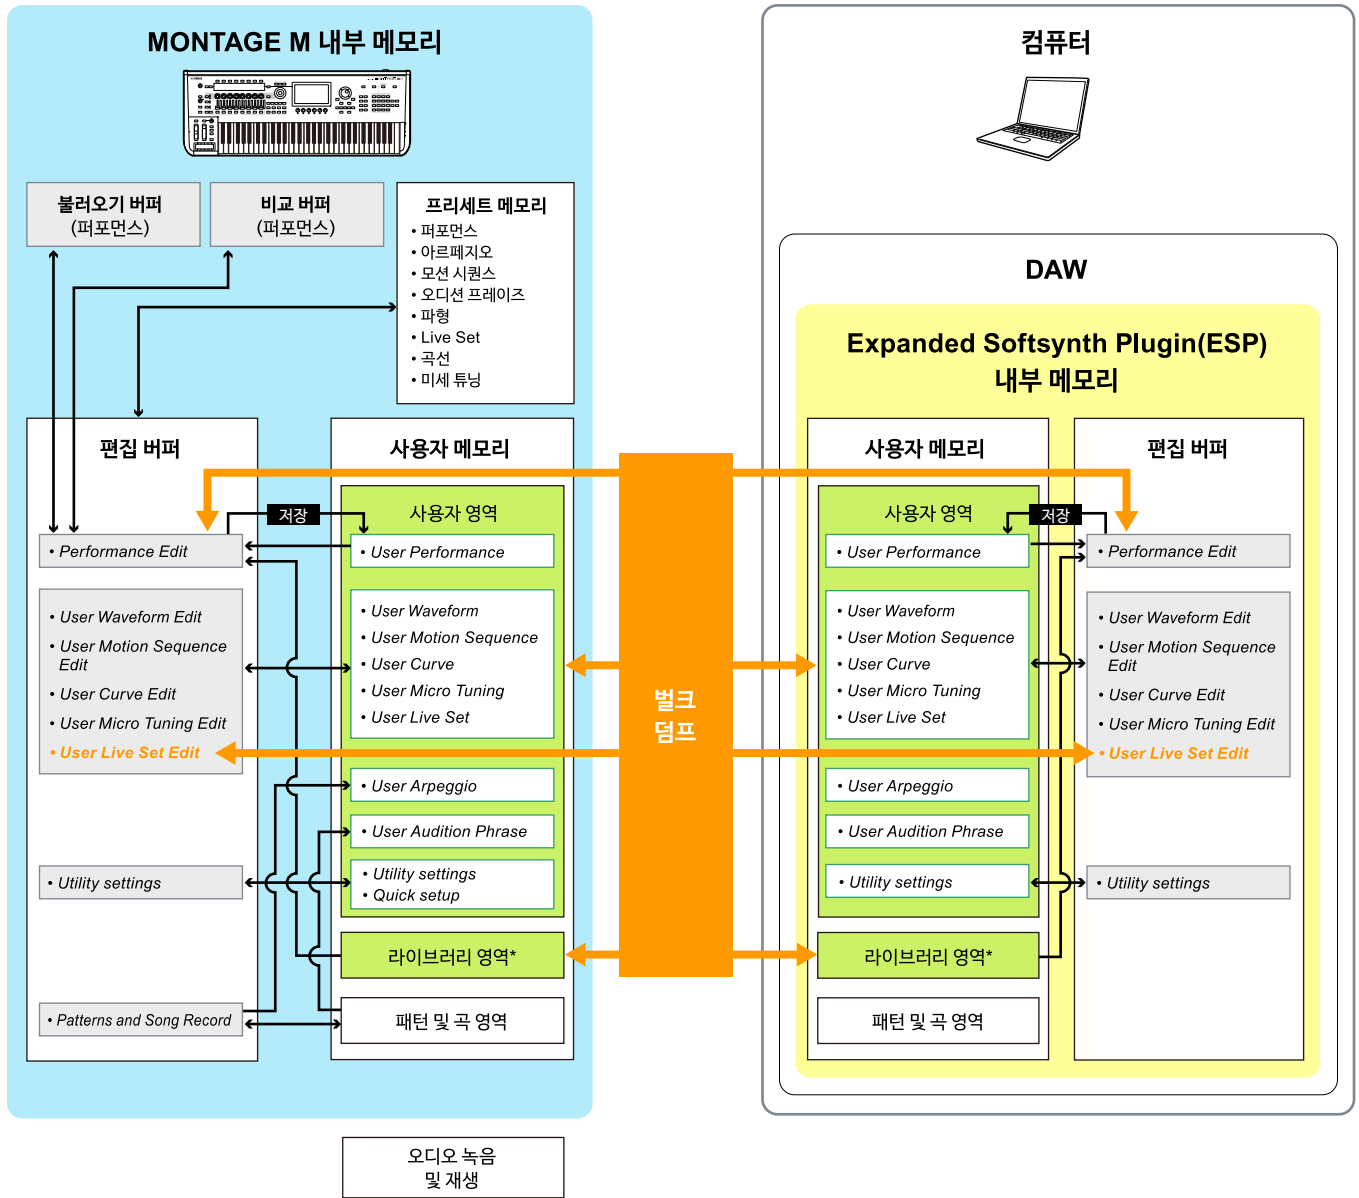 MONTAGE M 내부 메모리
불러오기 버퍼
(퍼포먼스)
비교 버퍼
(퍼포먼스)
프리세트 메모리
• 퍼포먼스
• 아르페지오
• 모션 시퀀스
• 오디션 프레이즈
• 파형
• Live Set
• 곡선
• 미세 튜닝
편집 버퍼
• Performance Edit
• User Waveform Edit
• User Motion Sequence
Edit
• User Curve Edit
• User Micro Tuning Edit
• User Live Set Edit
• Utility settings
• Patterns and Song Record
저장
사용자 메모리
사용자 영역
• User Performance
• User Waveform
• User Motion Sequence
• User Curve
• User Micro Tuning
• User Live Set
• User Arpeggio
• User Audition Phrase
• Utility settings
• Quick setup
라이브러리 영역*
패턴 및 곡 영역
오디오 녹음
및 재생
벌크
덤프
컴퓨터
DAW
Expanded Softsynth Plugin(ESP)
내부 메모리
사용자 메모리
사용자 영역
• User Performance
• User Waveform
• User Motion Sequence
• User Curve
• User Micro Tuning
• User Live Set
• User Arpeggio
• User Audition Phrase
• Utility settings
라이브러리 영역*
패턴 및 곡 영역
저장
편집 버퍼
• Performance Edit
• User Waveform Edit
• User Motion Sequence
Edit
• User Curve Edit
• User Micro Tuning Edit
• User Live Set Edit
• Utility settings